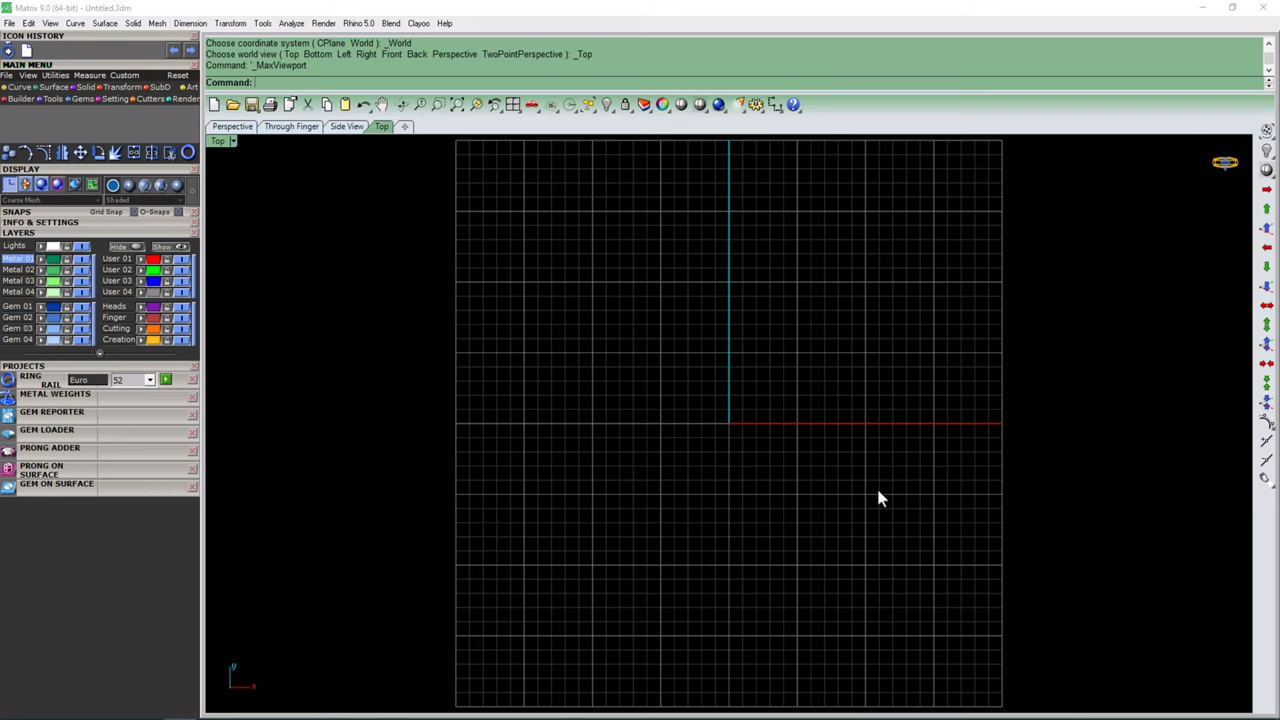 Matrix 9.0 (64-bit) - Untitled.3dm
File Edit View Curve Surface Solid Mesh Dimension Transform Tools Analyze Render Rhino 5.0 Blend Clayoo Help
ICON HISTORY
Choose coordinate system ( CPlane World ): _World
Choose world view ( Top Bottom Left Right Front Back Perspective TwoPointPerspective ): _Top
Command: '_MaxViewport
Command:
MAIN MENU
File View Utilities Measure Custom Reset
Curve Surface Solid Transform SubD Art
Builder Tools Gems Setting Cutters Render
Perspective Through Finger Side View Top
Top
DISPLAY
Coarse Mesh Shaded
SNAPS Grid Snap O-Snaps
INFO & SETTINGS
LAYERS
Lights Hide Show
Metal 01 User 01
Metal 02 User 02
Metal 03 User 03
Metal 04 User 04
Gem 01 Heads
Gem 02 Finger
Gem 03 Cutting
Gem 04 Creation
PROJECTS
RING RAIL Euro 52
METAL WEIGHTS
GEM REPORTER
GEM LOADER
PRONG ADDER
PRONG ON SURFACE
GEM ON SURFACE
y
x